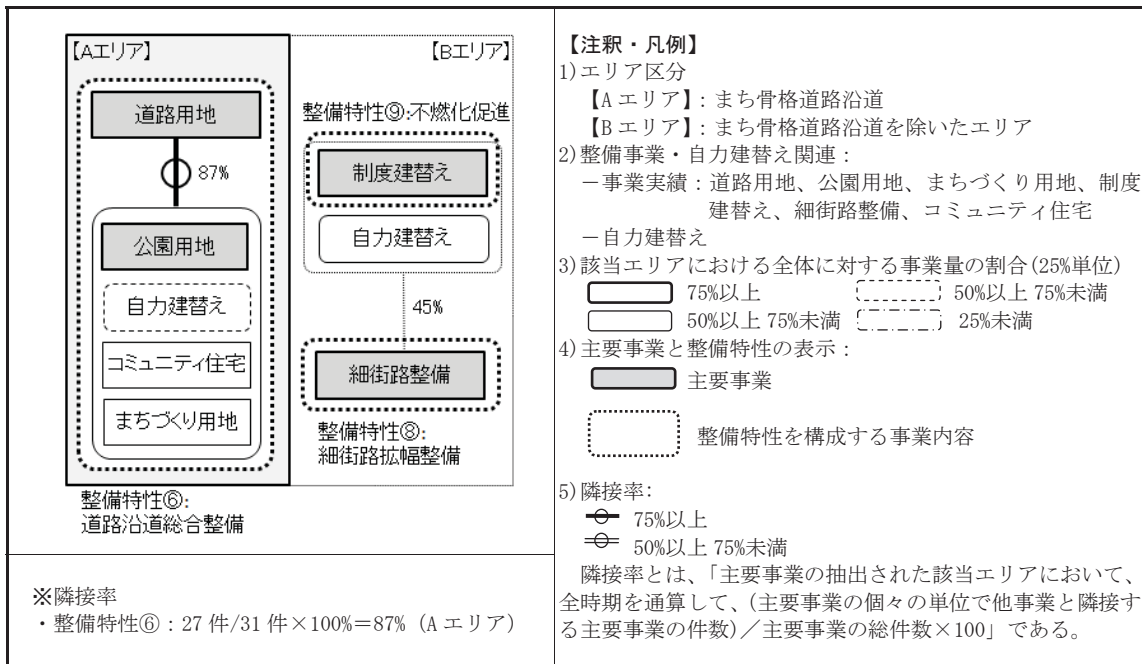 【Aエリア】
【Bエリア】
道路用地
87%
公園用地
自力建替え
コミュニティ住宅
まちづくり用地
整備特性⑥:
道路沿道総合整備
整備特性⑨:不燃化促進
制度建替え
自力建替え
45%
細街路整備
整備特性⑧:
細街路拡幅整備
※隣接率
・整備特性⑥：27 件/31 件×100%＝87%（A エリア）
【注釈・凡例】
1)エリア区分
【A エリア】：まち骨格道路沿道
【B エリア】：まち骨格道路沿道を除いたエリア
2)整備事業・自力建替え関連：
－事業実績：道路用地、公園用地、まちづくり用地、制度
建替え、細街路整備、コミュニティ住宅
－自力建替え
3)該当エリアにおける全体に対する事業量の割合(25%単位)
75%以上
50%以上 75%未満
50%以上 75%未満
25%未満
4)主要事業と整備特性の表示：
主要事業
整備特性を構成する事業内容
5)隣接率:
75%以上
50%以上 75%未満
隣接率とは、「主要事業の抽出された該当エリアにおいて、
全時期を通算して、(主要事業の個々の単位で他事業と隣接す
る主要事業の件数)／主要事業の総件数×100」である。